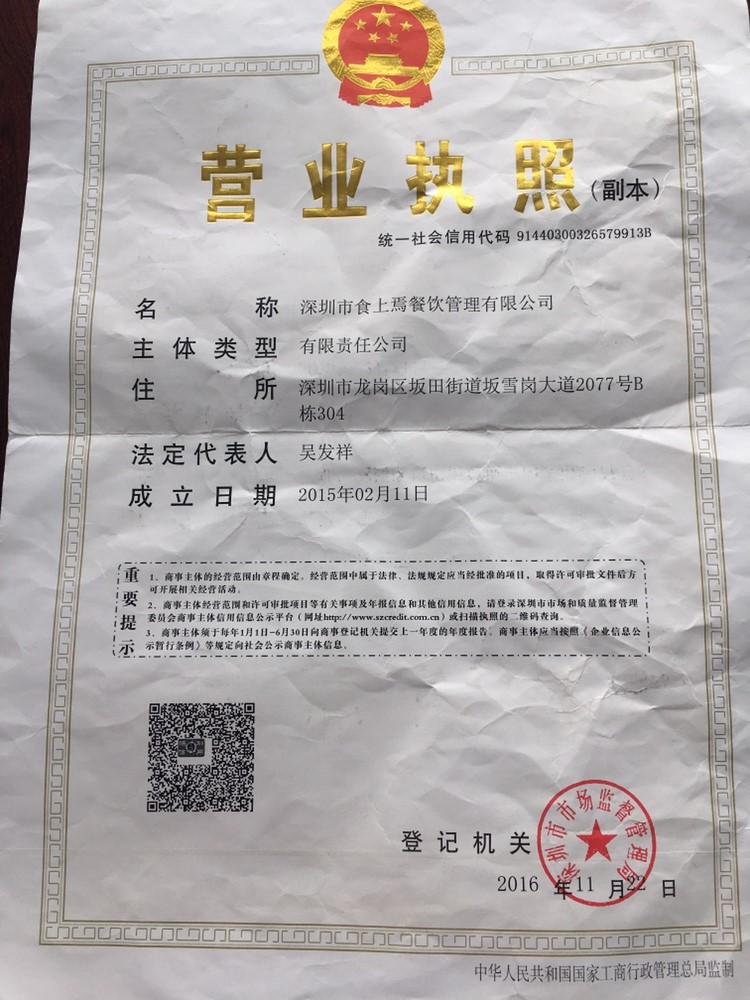 营业执照(副本)
统一社会信用代码 91440300326579913B
名称 深圳市食上焉餐饮管理有限公司
主体类型 有限责任公司
住所 深圳市龙岗区坂田街道坂雪岗大道2077号B
栋304
法定代表人 吴发祥
成立日期 2015年02月11日
重要提示
1、商事主体的经营范围由章程确定。经营范围中属于法律、法规规定应当经批准的项目，取得许可审批文件后方
可开展相关经营活动。
2、商事主体经营范围和许可审批项目等有关事项及年报信息和其他信用信息，请登录深圳市市场和质量监督管理
委员会商事主体信用信息公示平台（网址http://www.szcredit.com.cn）或扫描执照的二维码查询。
3、商事主体须于每年1月1日-6月30日向商事登记机关提交上一年度的年度报告。商事主体应当按照《企业信息公
示暂行条例》等规定向社会公示商事主体信息。
深圳市市场监督管理局
登记机关
2016年11月22日
中华人民共和国国家工商行政管理总局监制